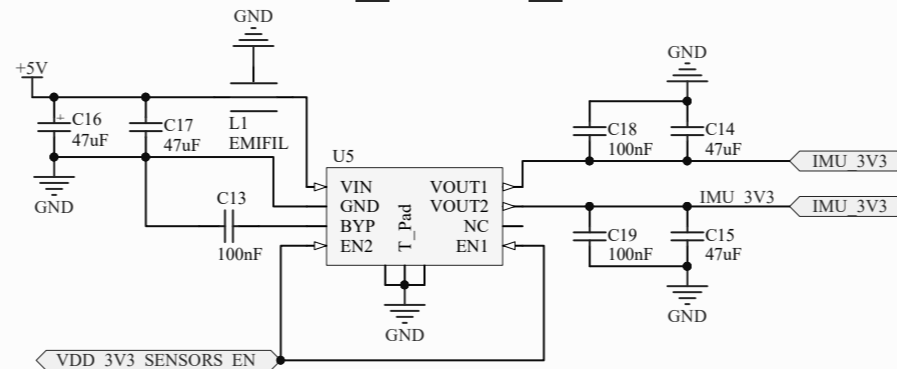 GND
+5V
+
C16
47uF
C17
47uF
L1
EMIFIL
GND
GND
C18
100nF
C14
47uF
IMU_3V3
U5
VIN
GND
BYP
EN2
T_Pad
VOUT1
VOUT2
NC
EN1
C13
100nF
IMU_3V3
IMU_3V3
C19
100nF
C15
47uF
GND
GND
VDD_3V3_SENSORS_EN